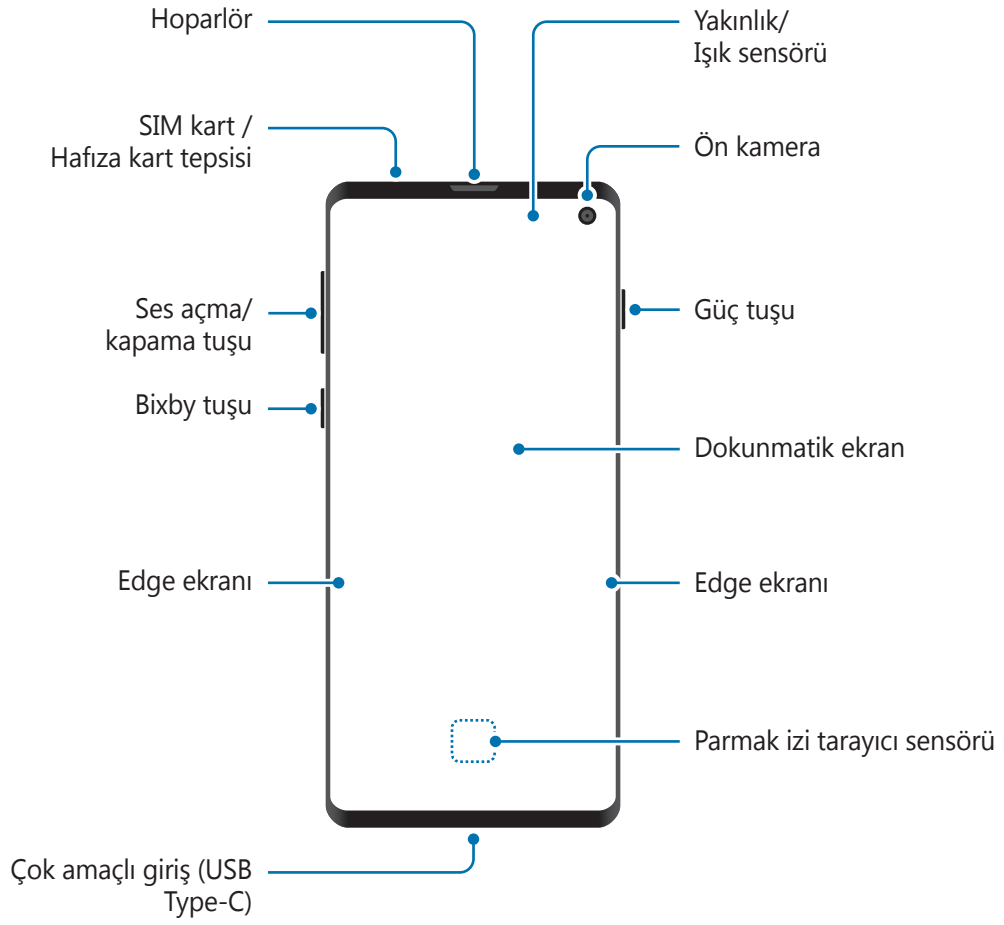 Hoparlör
SIM kart /
Hafıza kart tepsisi
Ses açma/
kapama tuşu
Bixby tuşu
Edge ekranı
Çok amaçlı giriş (USB
Type-C)
Yakınlık/
Işık sensörü
Ön kamera
Güç tuşu
Dokunmatik ekran
Edge ekranı
Parmak izi tarayıcı sensörü